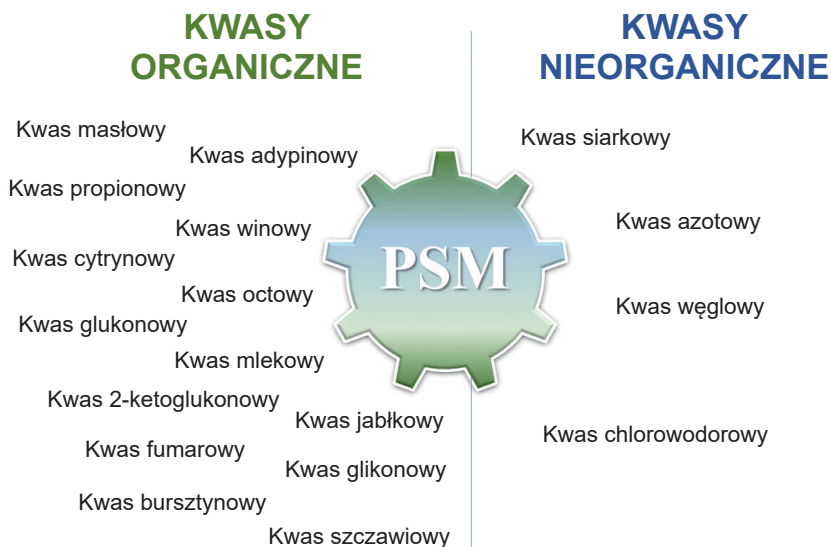 KWASY
ORGANICZNE
KWASY
NIEORGANICZNE
Kwas masłowy
Kwas adypinowy
Kwas propionowy
Kwas winowy
Kwas cytrynowy
Kwas octowy
Kwas glukonowy
Kwas mlekowy
Kwas 2-ketoglukonowy
Kwas jabłkowy
Kwas fumarowy
Kwas glikonowy
Kwas bursztynowy
Kwas szczawiowy
PSM
Kwas siarkowy
Kwas azotowy
Kwas węglowy
Kwas chlorowodorowy